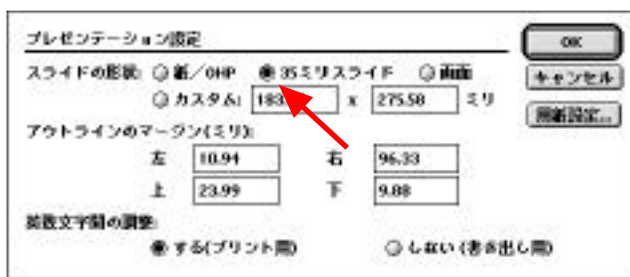 プレゼンテーション設定
OK
スライドの形状: 紙/OHP 35ミリスライド 画面
キャンセル
カスタム: 183 x 275.58 ミリ
用紙設定...
アウトラインのマージン(ミリ):
左 10.94 右 96.33
上 23.99 下 9.88
拡張文字間の調整:
する(プリント用) しない(書き出し用)